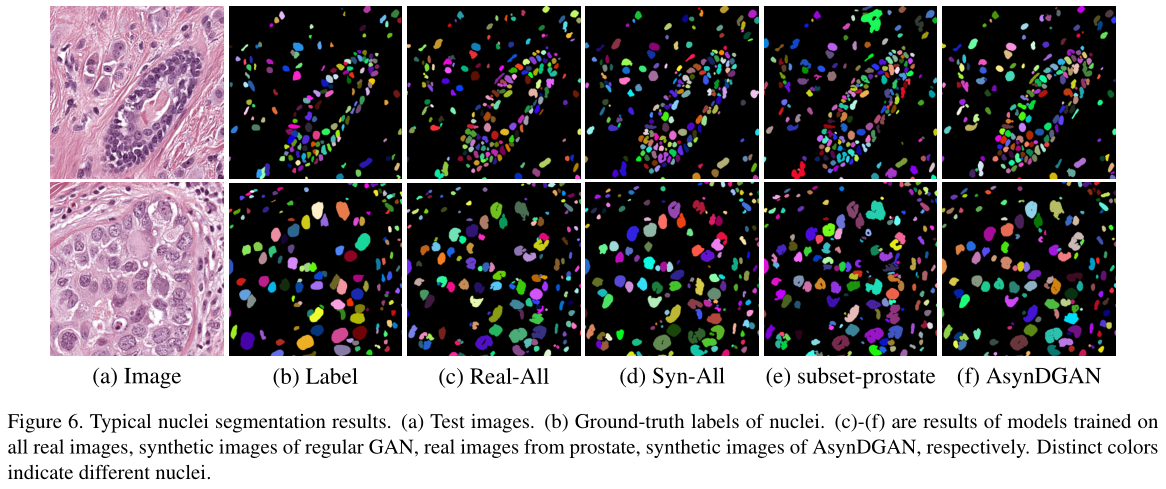 (a) Image (b) Label (c) Real-All (d) Syn-All (e) subset-prostate (f) AsynDGAN
Figure 6. Typical nuclei segmentation results. (a) Test images. (b) Ground-truth labels of nuclei. (c)-(f) are results of models trained on
all real images, synthetic images of regular GAN, real images from prostate, synthetic images of AsynDGAN, respectively. Distinct colors
indicate different nuclei.